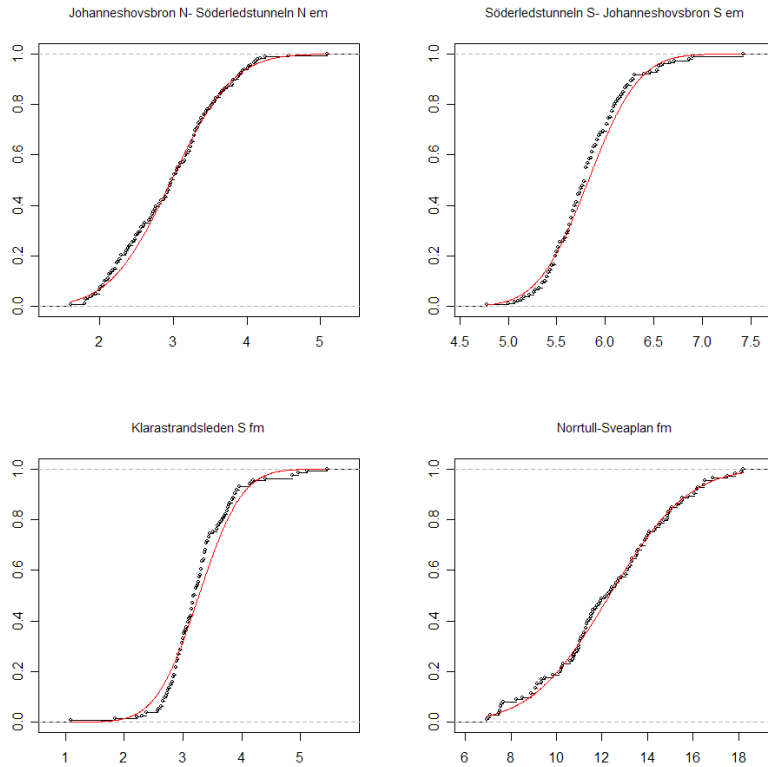 Johanneshovsbron N- Söderledstunneln N em
Söderledstunneln S- Johanneshovsbron S em
0.0 0.2 0.4 0.6 0.8 1.0
2 3 4 5
0.0 0.2 0.4 0.6 0.8 1.0
4.5 5.0 5.5 6.0 6.5 7.0 7.5
Klarastrandsleden S fm
Norrtull-Sveaplan fm
0.0 0.2 0.4 0.6 0.8 1.0
1 2 3 4 5
0.0 0.2 0.4 0.6 0.8 1.0
6 8 10 12 14 16 18